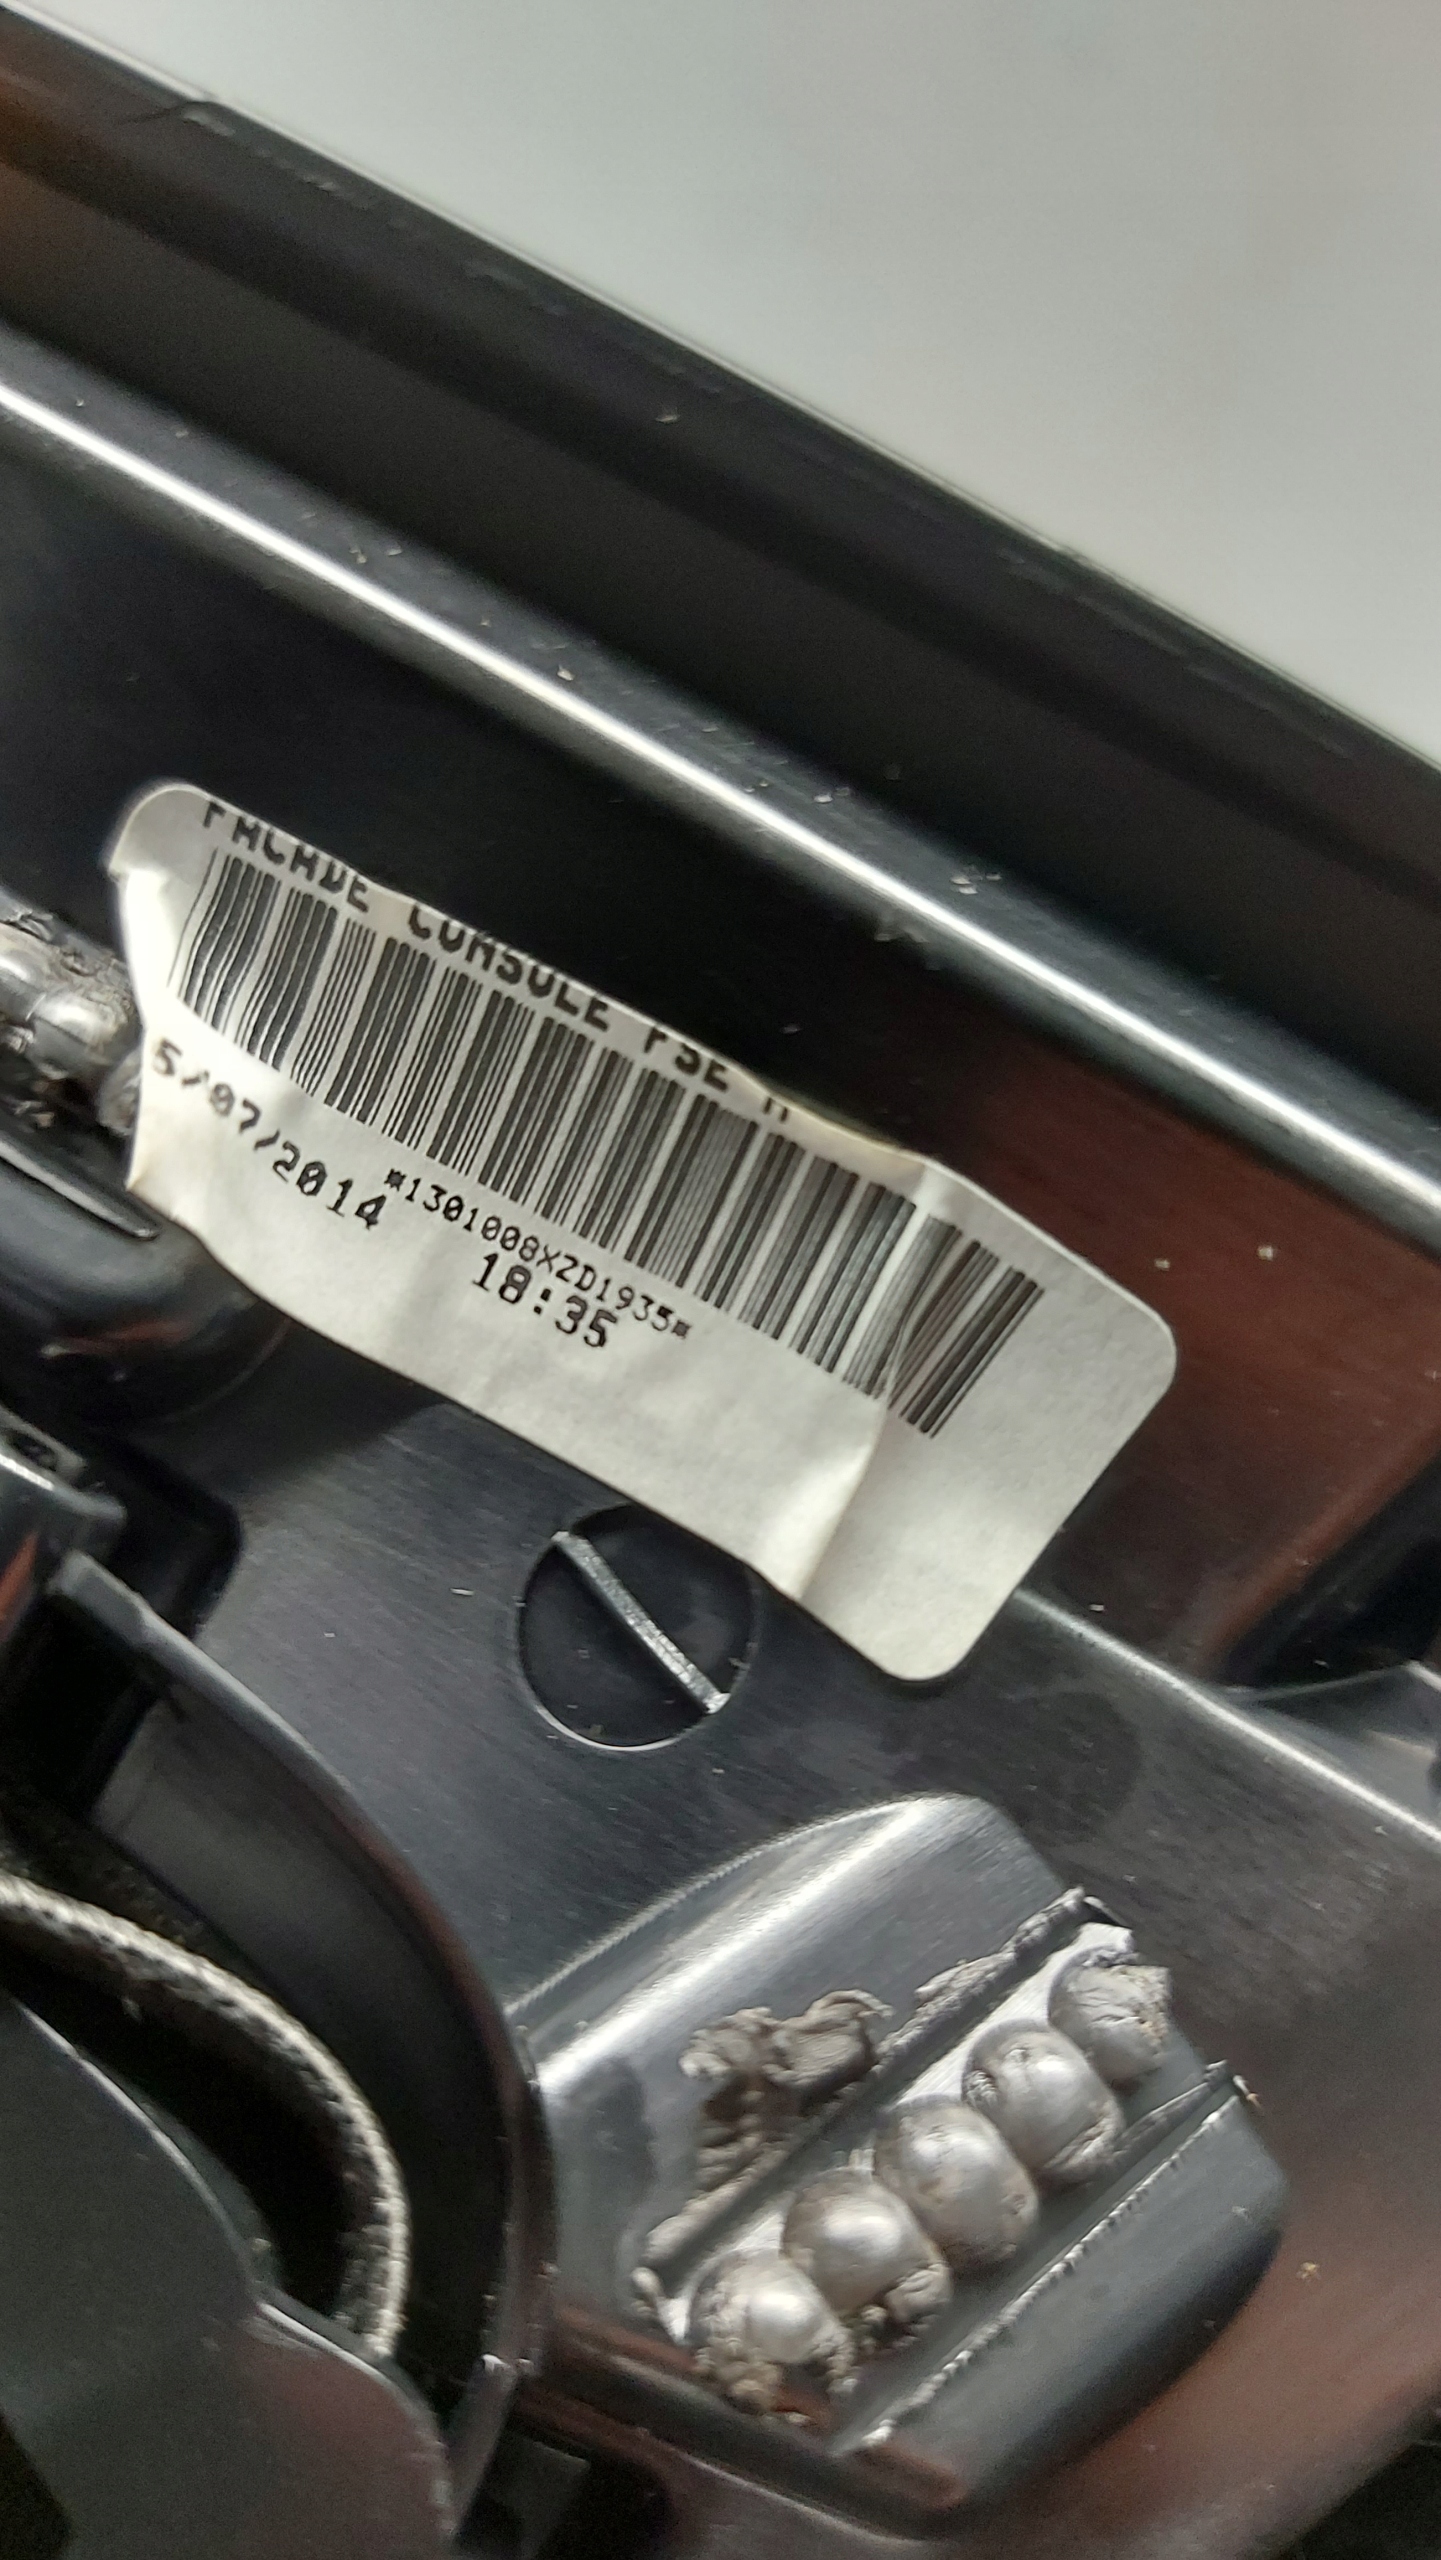 FACADE CONSOLE FSE
*1301008XZD1935*
5/07/2014 18:35